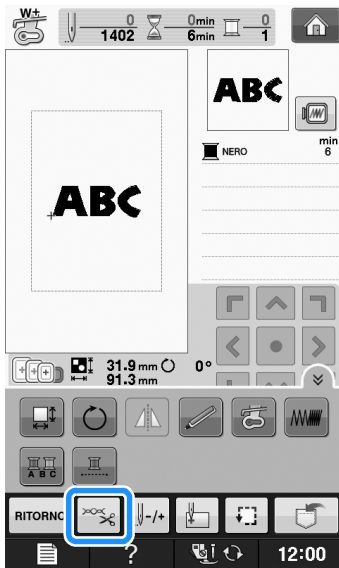 W+
0 0min 0
1402 6min 1
ABC
min
NERO 6
ABC
31.9 mm 0°
91.3 mm
A B C
RITORNO -/+
?
12:00